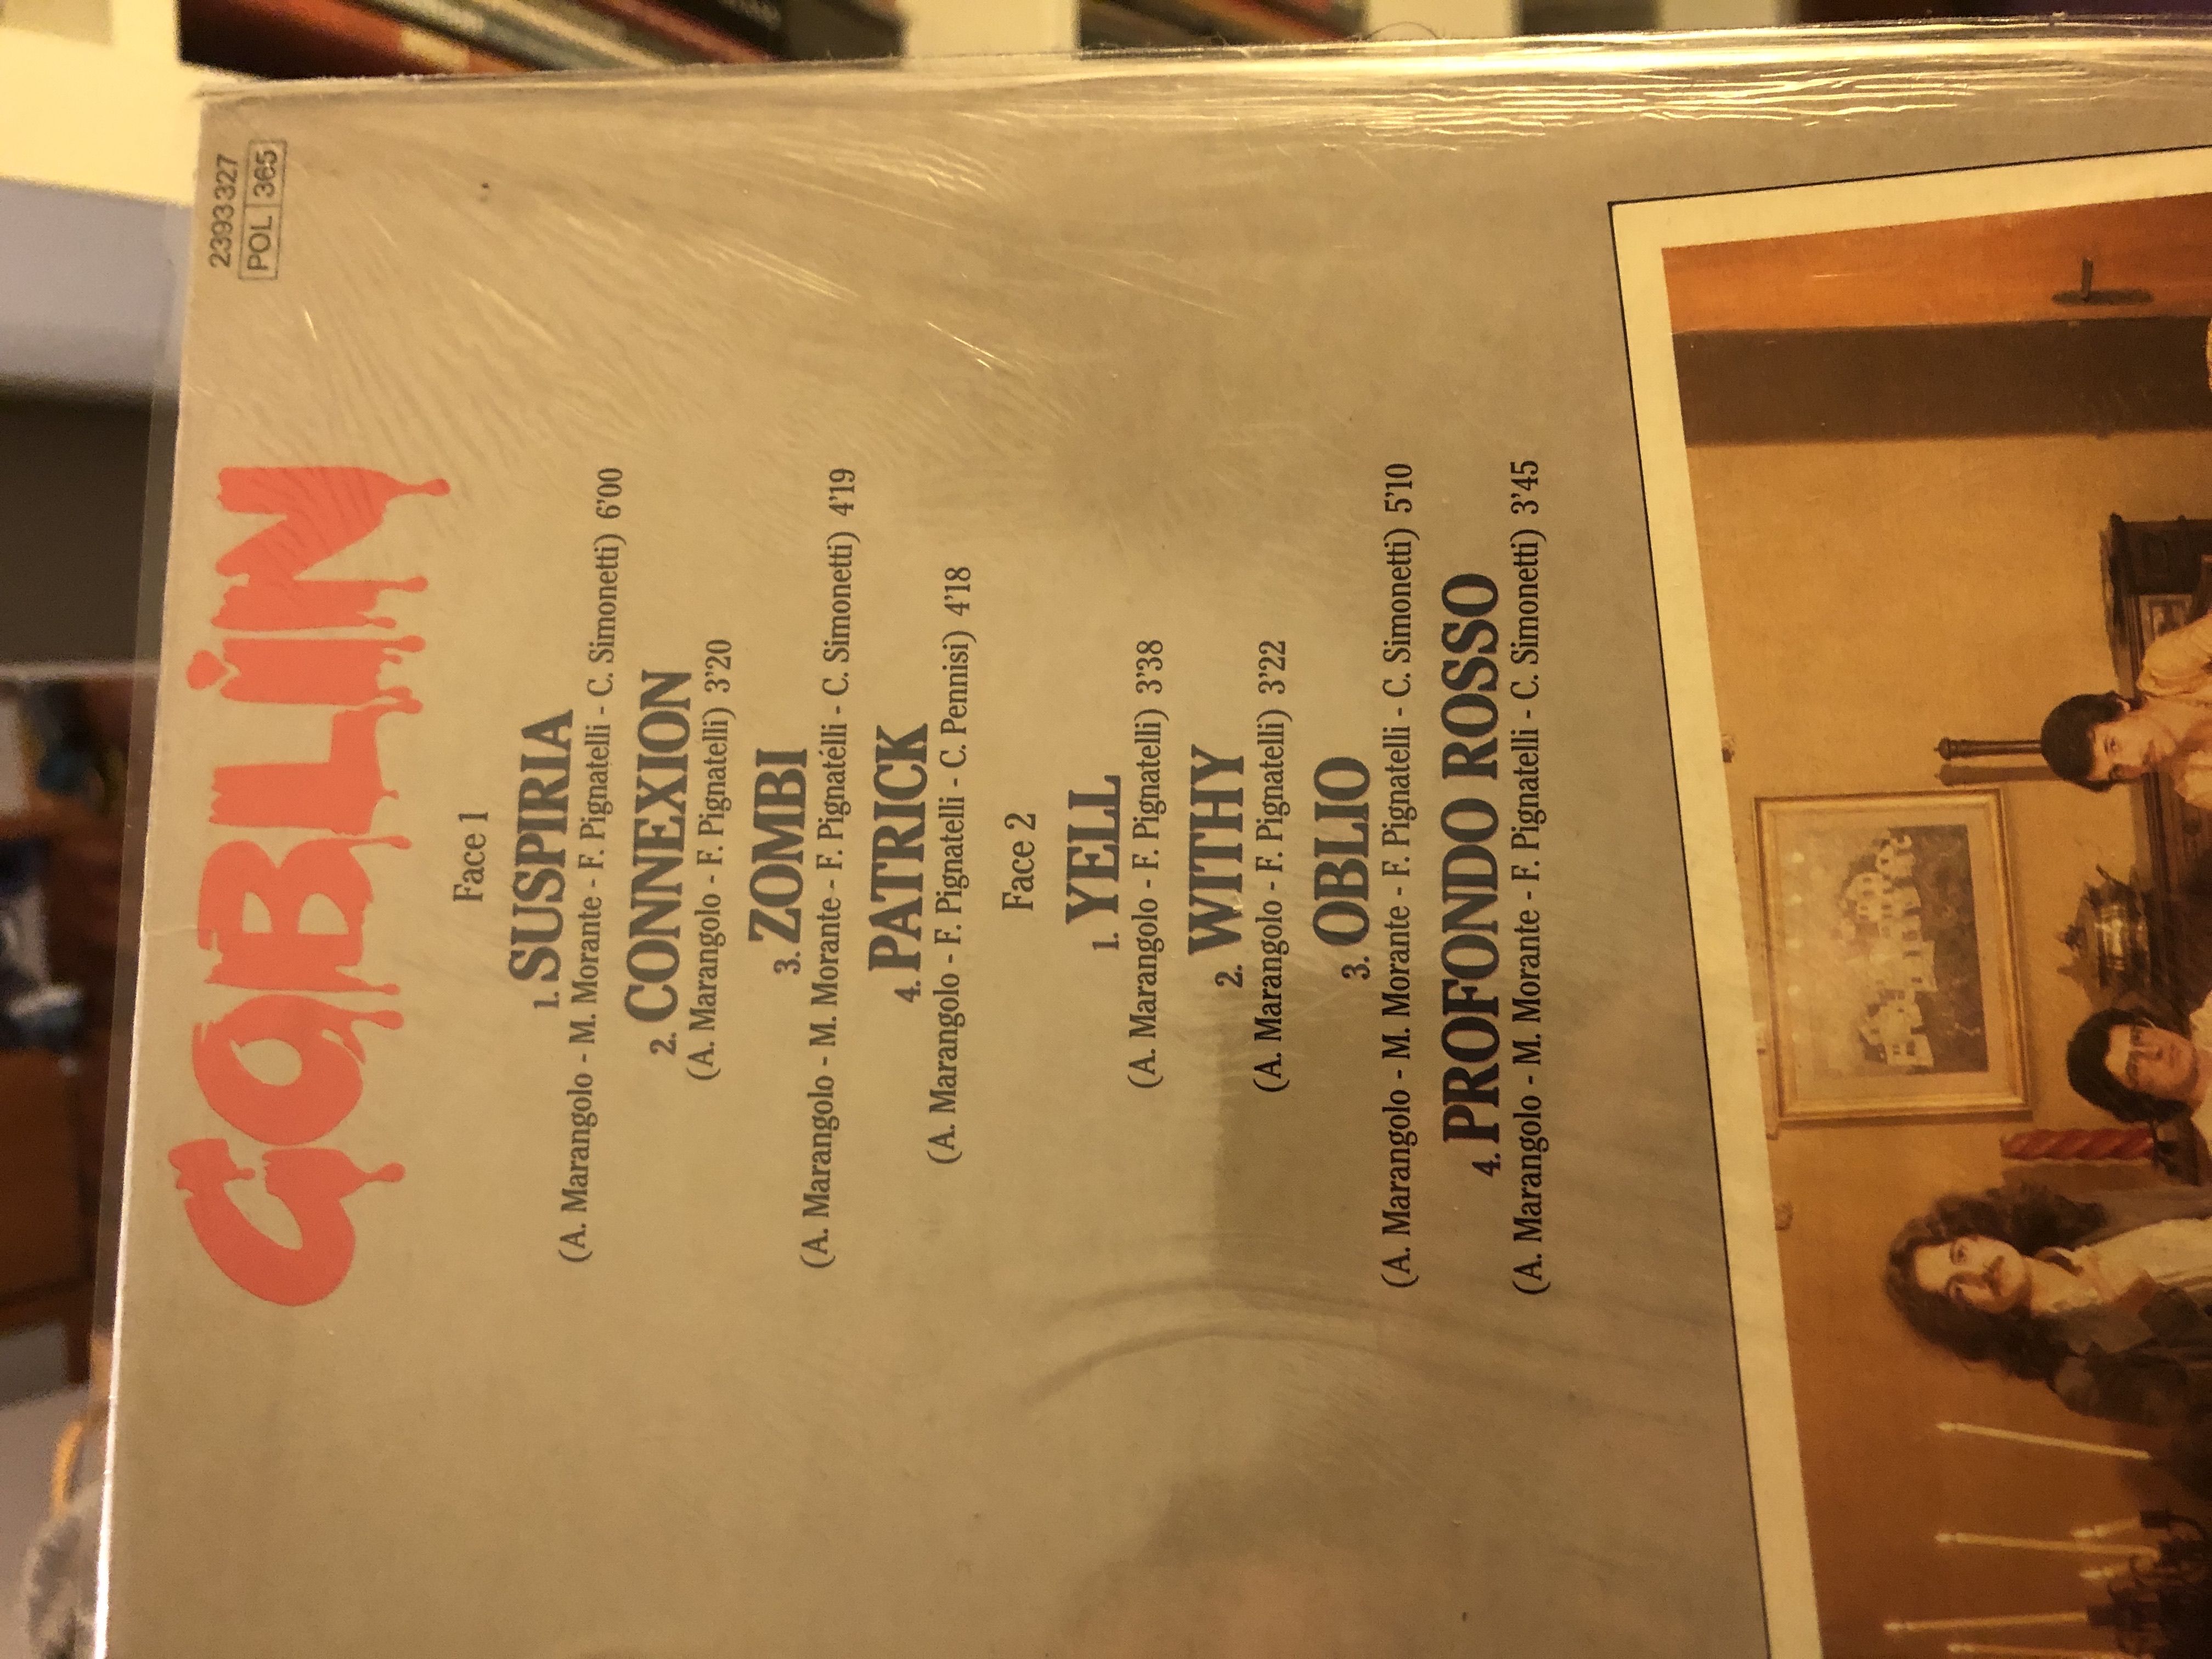 2393327
POL 365
GOBLIN
Face 1
1. SUSPIRIA
(A. Marangolo - M. Morante - F. Pignatelli - C. Simonetti) 6'00
2. CONNEXION
(A. Marangolo - F. Pignatelli) 3'20
3. ZOMBI
(A. Marangolo - M. Morante - F. Pignatelli - C. Simonetti) 4'19
4. PATRICK
(A. Marangolo - F. Pignatelli - C. Pennisi) 4'18
Face 2
1. YELL
(A. Marangolo - F. Pignatelli) 3'38
2. WITHY
(A. Marangolo - F. Pignatelli) 3'22
3. OBLIO
(A. Marangolo - M. Morante - F. Pignatelli - C. Simonetti) 5'10
4. PROFONDO ROSSO
(A. Marangolo - M. Morante - F. Pignatelli - C. Simonetti) 3'45